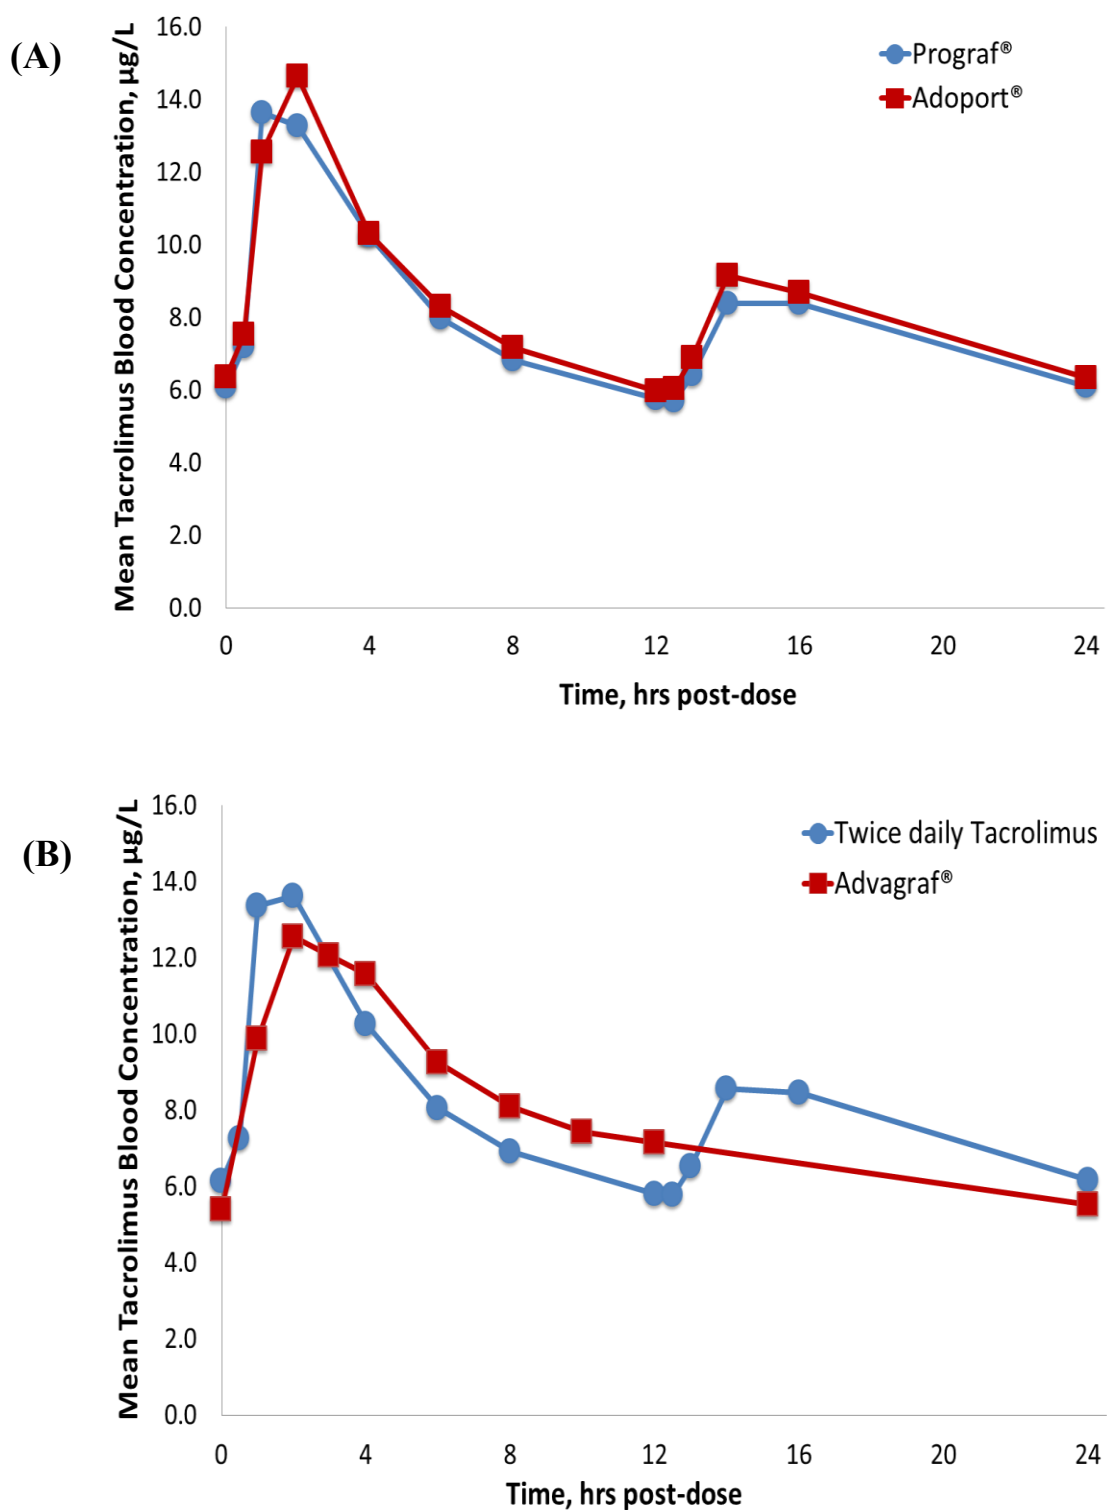 (A)
Mean Tacrolimus Blood Concentration, µg/L
16.0
14.0
12.0
10.0
8.0
6.0
4.0
2.0
0.0
Prograf®
Adoport®
0 4 8 12 16 20 24
Time, hrs post-dose
(B)
Mean Tacrolimus Blood Concentration, µg/L
16.0
14.0
12.0
10.0
8.0
6.0
4.0
2.0
0.0
Twice daily Tacrolimus
Advagraf®
0 4 8 12 16 20 24
Time, hrs post-dose